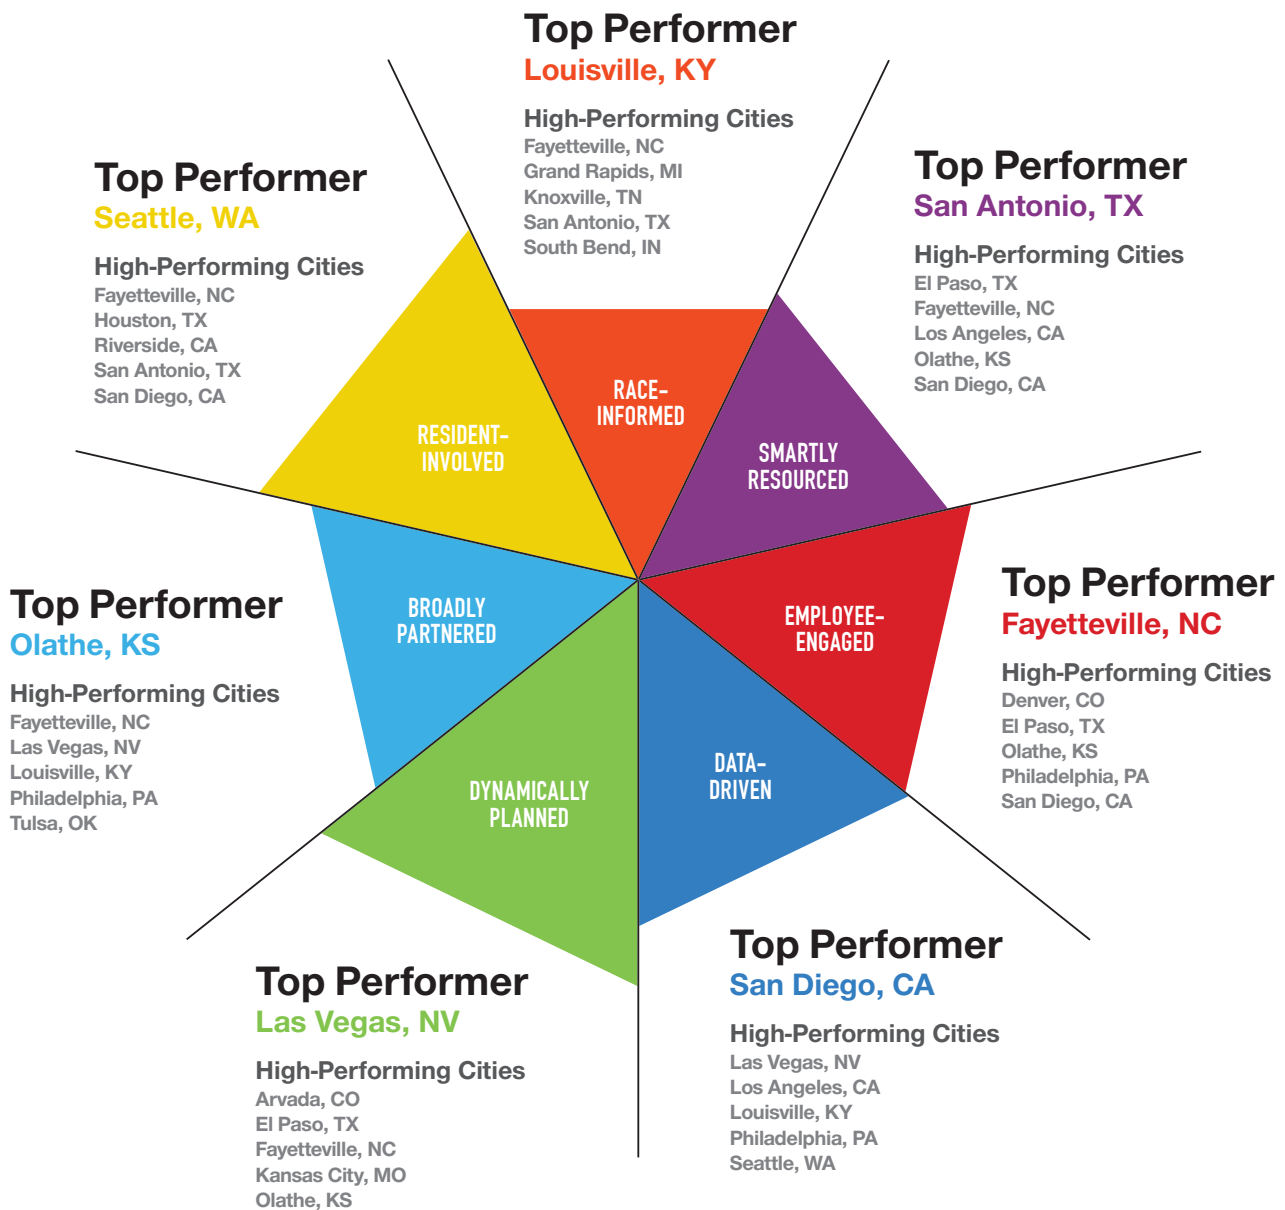 Top Performer
Louisville, KY
High-Performing Cities
Fayetteville, NC
Grand Rapids, MI
Knoxville, TN
San Antonio, TX
South Bend, IN
Top Performer
Seattle, WA
High-Performing Cities
Fayetteville, NC
Houston, TX
Riverside, CA
San Antonio, TX
San Diego, CA
Top Performer
San Antonio, TX
High-Performing Cities
El Paso, TX
Fayetteville, NC
Los Angeles, CA
Olathe, KS
San Diego, CA
RACE-
INFORMED
RESIDENT-
INVOLVED
SMARTLY
RESOURCED
BROADLY
PARTNERED
EMPLOYEE-
ENGAGED
DYNAMICALLY
PLANNED
DATA-
DRIVEN
Top Performer
Olathe, KS
High-Performing Cities
Fayetteville, NC
Las Vegas, NV
Louisville, KY
Philadelphia, PA
Tulsa, OK
Top Performer
Fayetteville, NC
High-Performing Cities
Denver, CO
El Paso, TX
Olathe, KS
Philadelphia, PA
San Diego, CA
Top Performer
Las Vegas, NV
High-Performing Cities
Arvada, CO
El Paso, TX
Fayetteville, NC
Kansas City, MO
Olathe, KS
Top Performer
San Diego, CA
High-Performing Cities
Las Vegas, NV
Los Angeles, CA
Louisville, KY
Philadelphia, PA
Seattle, WA